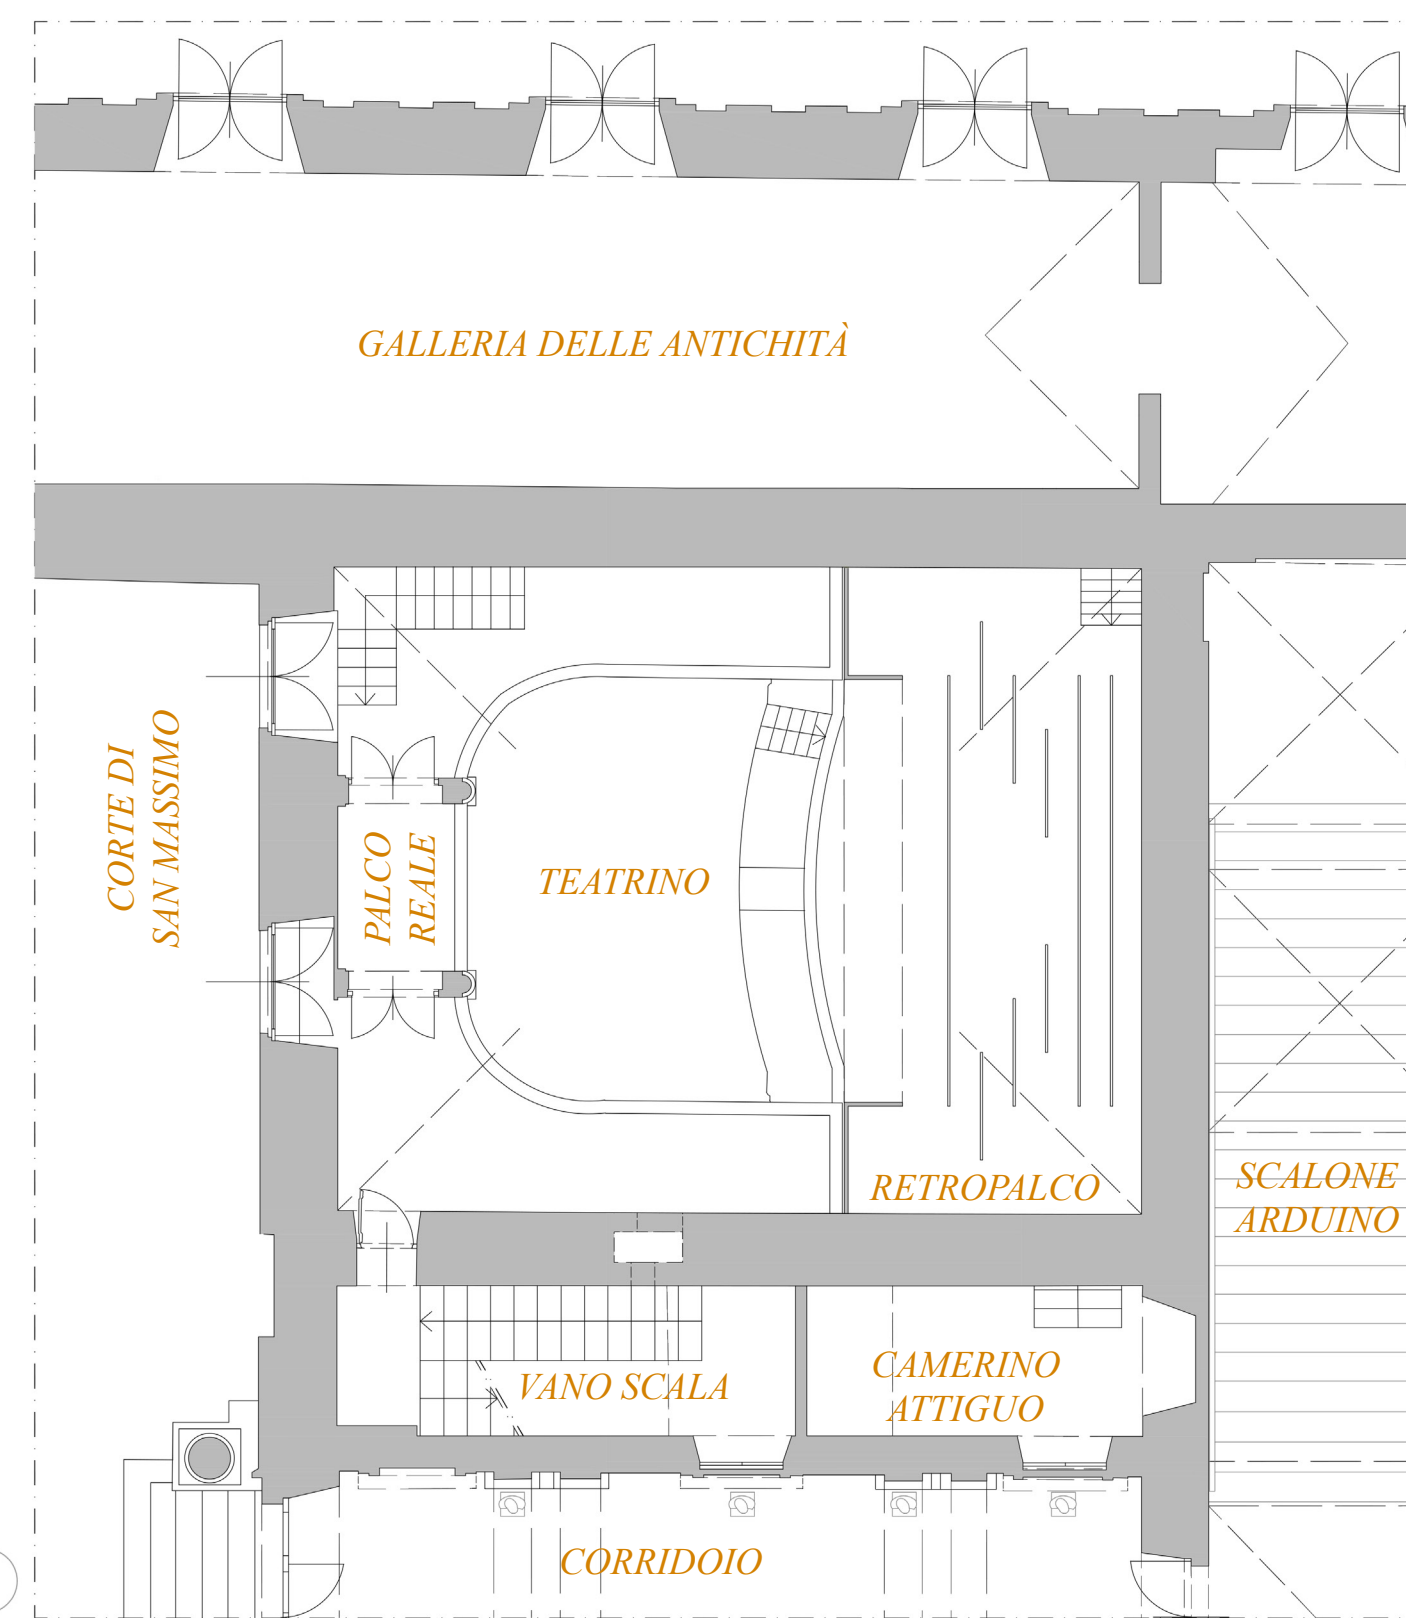 GALLERIA DELLE ANTICHITÀ
CORTE DI
SAN MASSIMO
PALCO
REALE
TEATRINO
RETROPALCO
SCALONE
ARDUINO
VANO SCALA
CAMERINO
ATTIGUO
CORRIDOIO